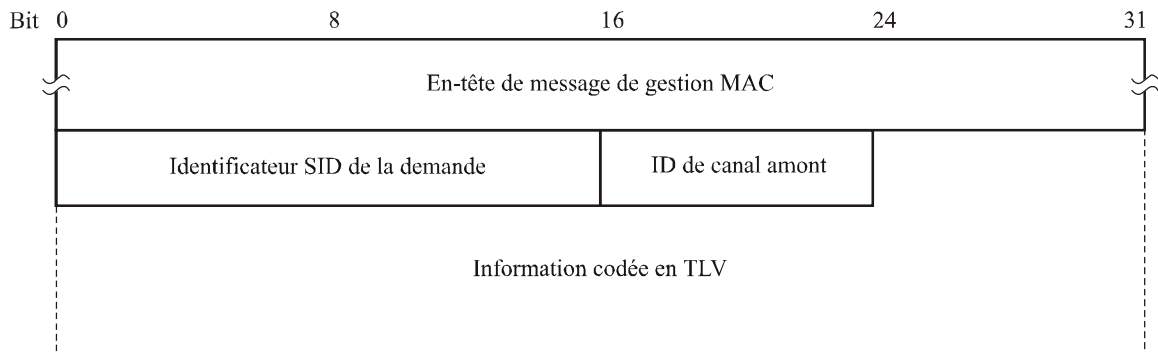 Bit 0 8 16 24 31
En-tête de message de gestion MAC
Identificateur SID de la demande ID de canal amont
Information codée en TLV